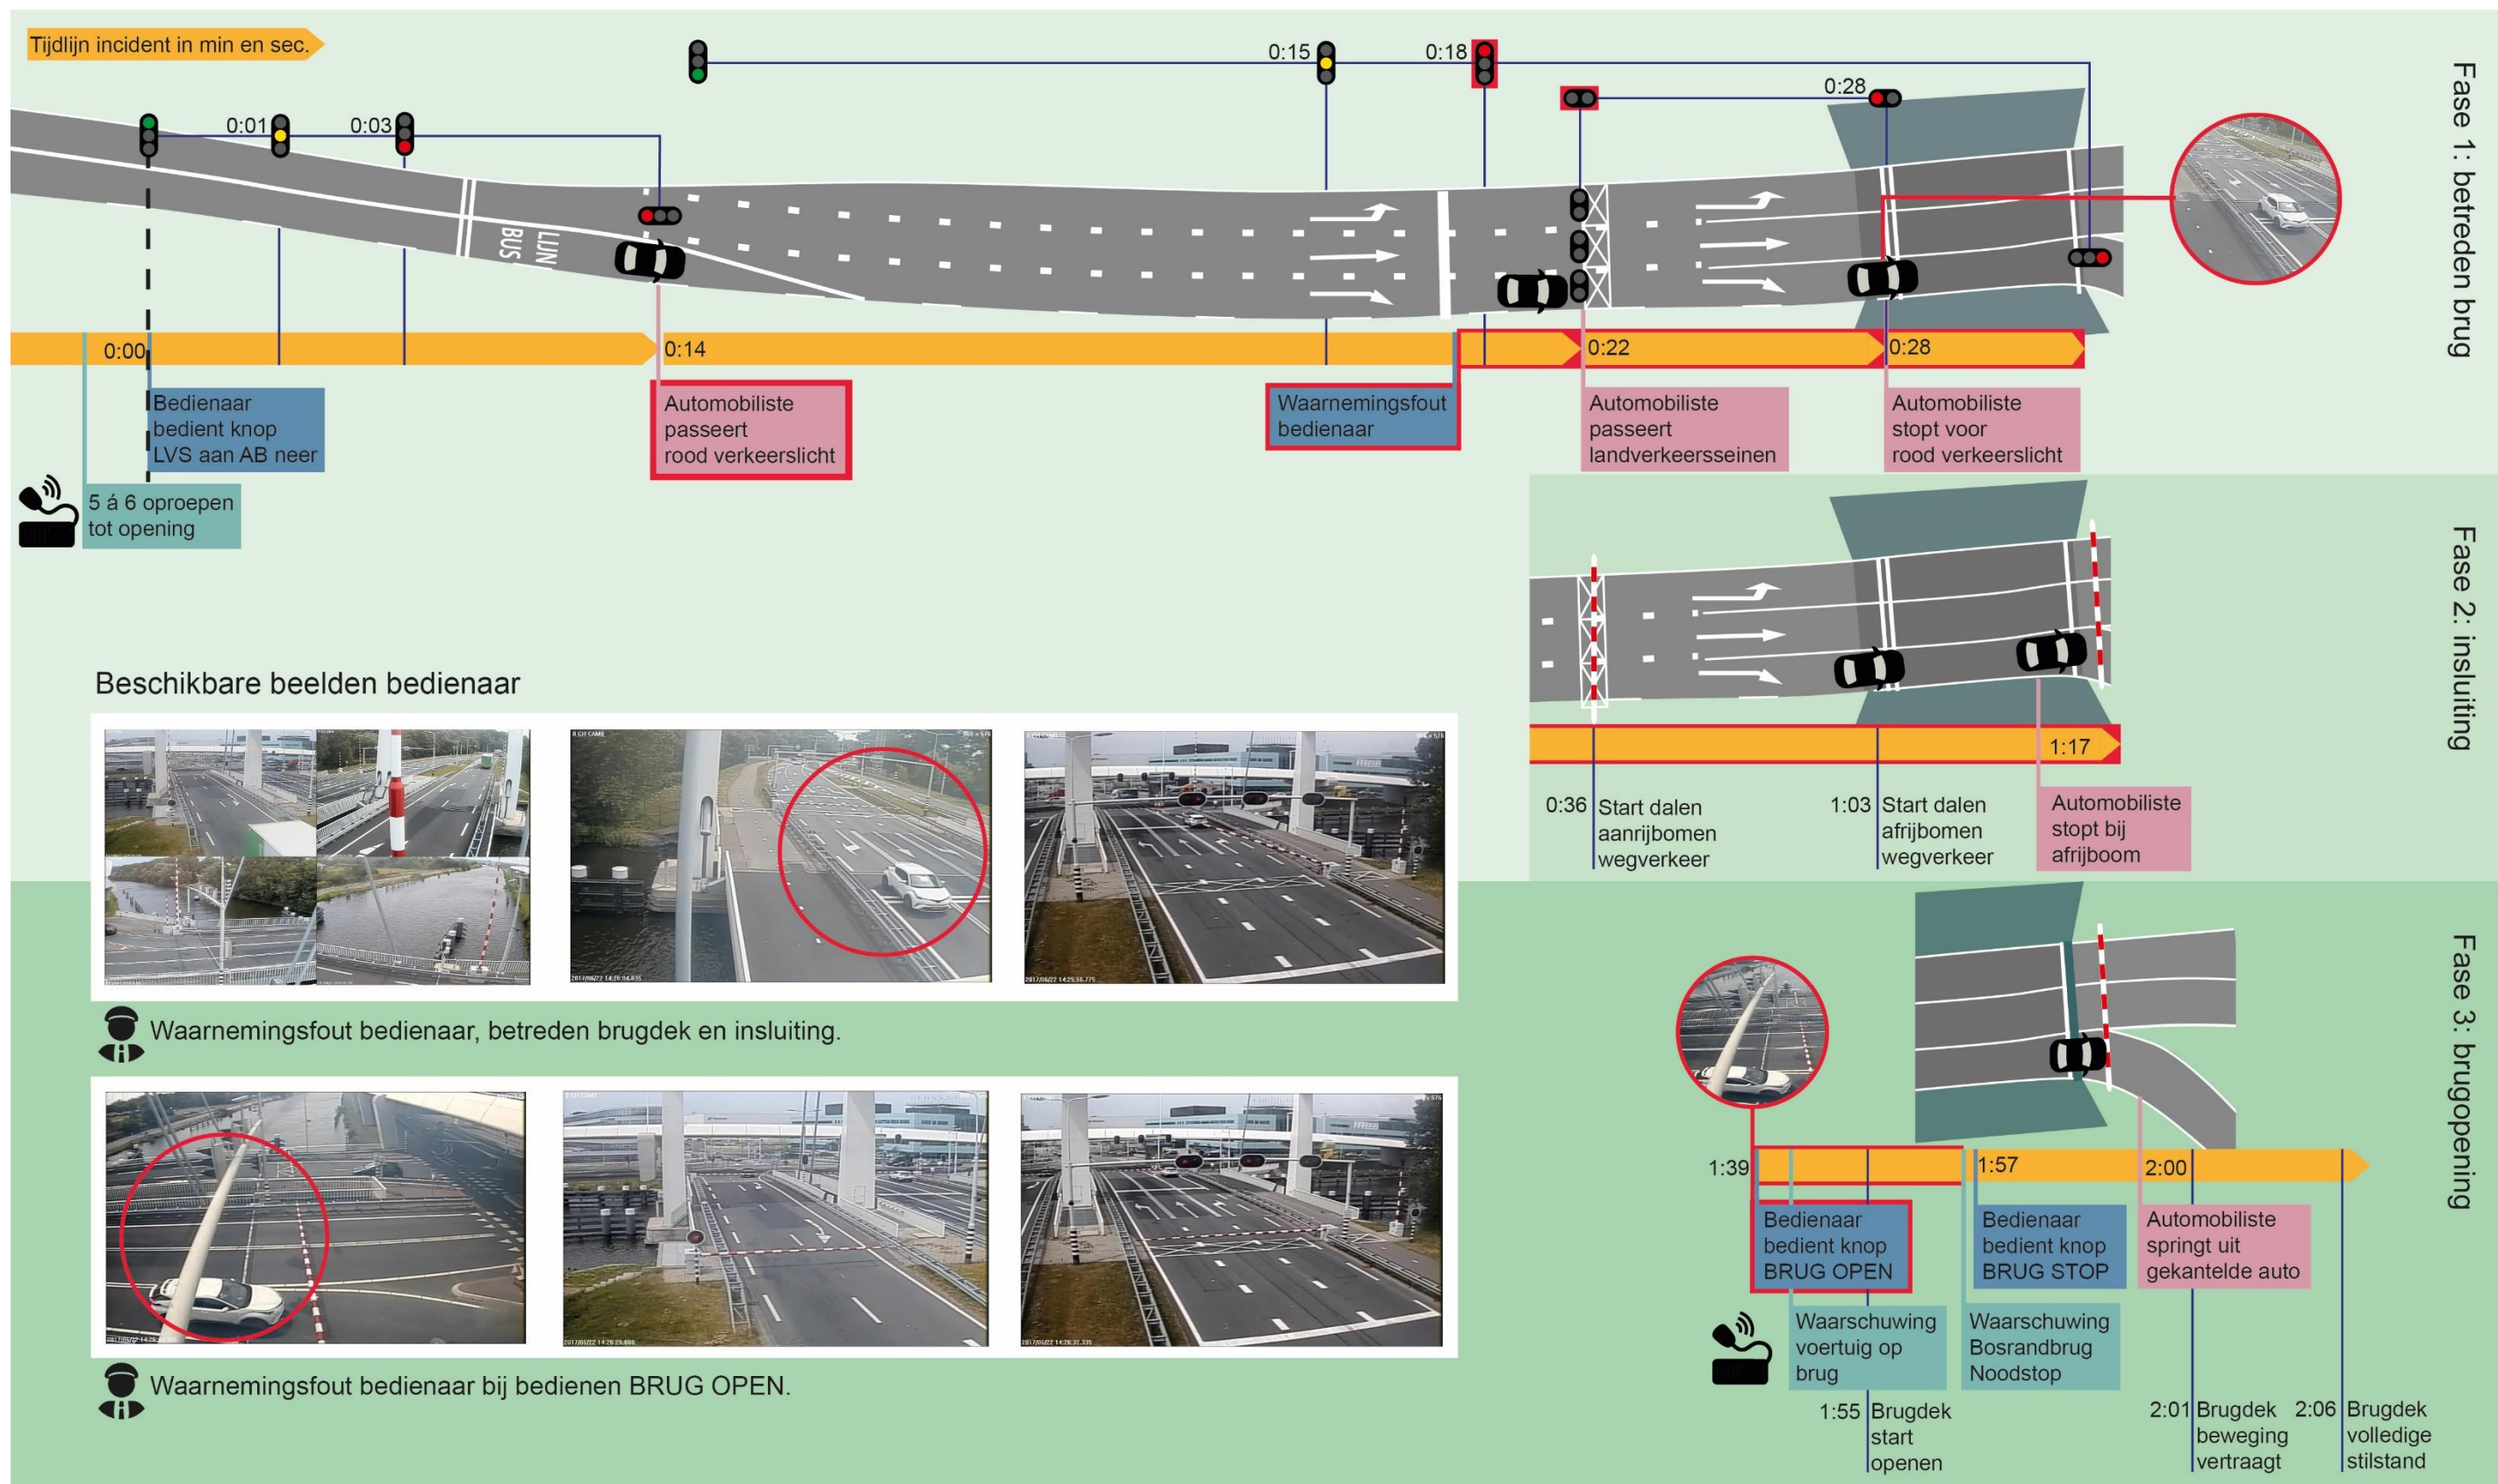 Tijdlijn incident in min en sec.
0:15
0:18
0:28
0:01
0:03
LIJN
BUS
Fase 1: betreden brug
0:00
0:14
0:22
0:28
Bedienaar
bedient knop
LVS aan AB neer
Automobiliste
passeert
rood verkeerslicht
Waarnemingsfout
bedienaar
Automobiliste
passeert
landverkeersseinen
Automobiliste
stopt voor
rood verkeerslicht
5 á 6 oproepen
tot opening
Fase 2: insluiting
1:17
0:36 Start dalen
aanrijbomen
wegverkeer
1:03 Start dalen
afrijbomen
wegverkeer
Automobiliste
stopt bij
afrijboom
Beschikbare beelden bedienaar
Waarnemingsfout bedienaar, betreden brugdek en insluiting.
Waarnemingsfout bedienaar bij bedienen BRUG OPEN.
Fase 3: brugopening
1:39
1:57
2:00
Bedienaar
bedient knop
BRUG OPEN
Bedienaar
bedient knop
BRUG STOP
Automobiliste
springt uit
gekantelde auto
Waarschuwing
voertuig op
brug
Waarschuwing
Bosrandbrug
Noodstop
1:55 Brugdek
start
openen
2:01 Brugdek
beweging
vertraagt
2:06 Brugdek
volledige
stilstand